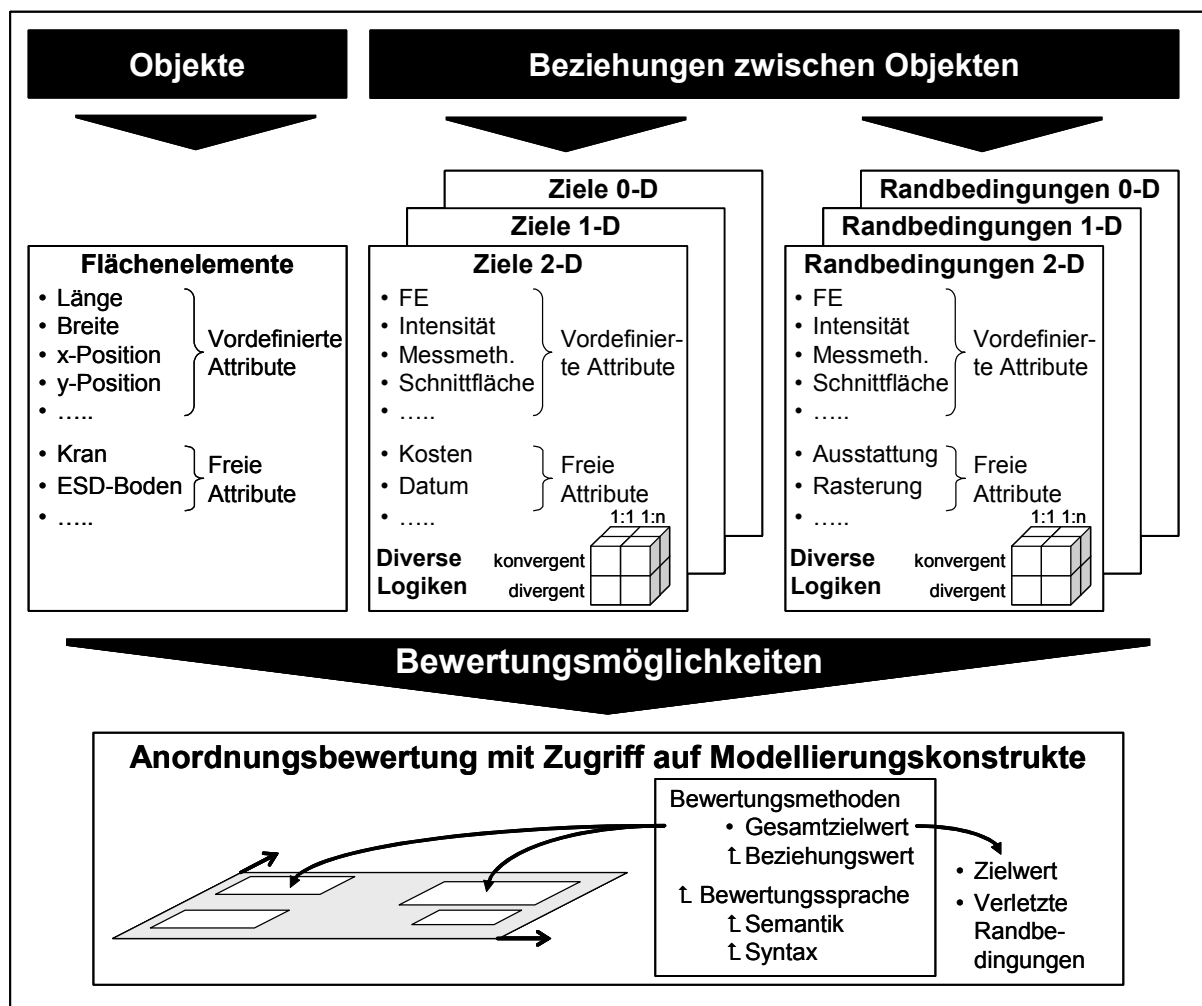 Objekte
Beziehungen zwischen Objekten
Flächenelemente
• Länge
• Breite
• x-Position
• y-Position
• .....
Vordefinierte
Attribute
• Kran
• ESD-Boden
• .....
Freie
Attribute
Ziele 0-D
Ziele 1-D
Ziele 2-D
• FE
• Intensität
• Messmeth.
• Schnittfläche
• .....
Vordefinier-
te Attribute
• Kosten
• Datum
• .....
Freie
Attribute
1:1 1:n
Diverse
Logiken
konvergent
divergent
Randbedingungen 0-D
Randbedingungen 1-D
Randbedingungen 2-D
• FE
• Intensität
• Messmeth.
• Schnittfläche
• .....
Vordefinier-
te Attribute
• Ausstattung
• Rasterung
• .....
Freie
Attribute
1:1 1:n
Diverse
Logiken
konvergent
divergent
Bewertungsmöglichkeiten
Anordnungsbewertung mit Zugriff auf Modellierungskonstrukte
Bewertungsmethoden
• Gesamtzielwert
Beziehungswert
Bewertungssprache
Semantik
Syntax
• Zielwert
• Verletzte
Randbe-
dingungen